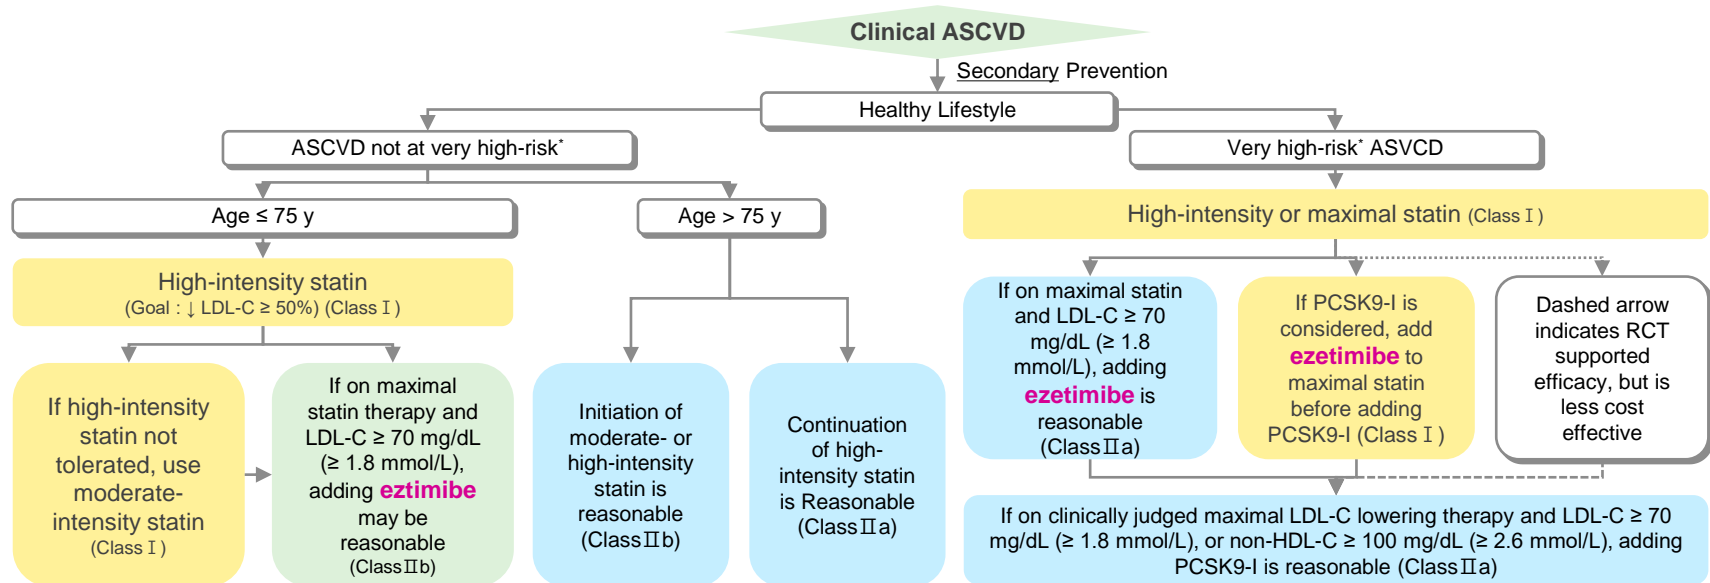 Clinical ASCVD
Secondary Prevention
Healthy Lifestyle
ASCVD not at very high-risk*
Very high-risk* ASVCD
Age ≤ 75 y
Age > 75 y
High-intensity or maximal statin (Class Ⅰ)
High-intensity statin
(Goal : ↓ LDL-C ≥ 50%) (Class Ⅰ)
If high-intensity
statin not
tolerated, use
moderate-
intensity statin
(Class Ⅰ)
If on maximal
statin therapy and
LDL-C ≥ 70 mg/dL
(≥ 1.8 mmol/L),
adding eztimibe
may be
reasonable
(ClassⅡb)
Initiation of
moderate- or
high-intensity
statin is
reasonable
(ClassⅡb)
Continuation
of high-
intensity statin
is Reasonable
(ClassⅡa)
If on maximal statin
and LDL-C ≥ 70
mg/dL (≥ 1.8
mmol/L), adding
ezetimibe is
reasonable
(ClassⅡa)
If PCSK9-I is
considered, add
ezetimibe to
maximal statin
before adding
PCSK9-I (Class Ⅰ)
Dashed arrow
indicates RCT
supported
efficacy, but is
less cost
effective
If on clinically judged maximal LDL-C lowering therapy and LDL-C ≥ 70
mg/dL (≥ 1.8 mmol/L), or non-HDL-C ≥ 100 mg/dL (≥ 2.6 mmol/L), adding
PCSK9-I is reasonable (ClassⅡa)